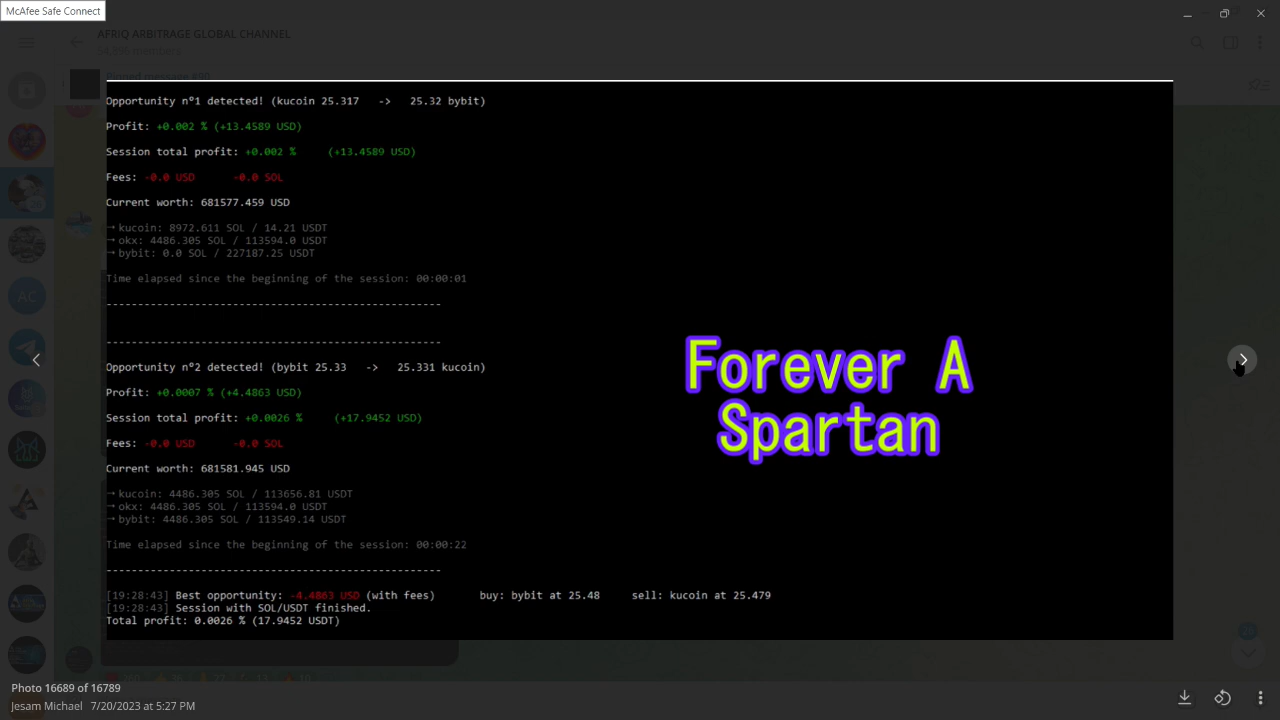 McAfee Safe Connect
AFRIQ ARBITRAGE GLOBAL CHANNEL
Pinned message
Opportunity n°1 detected! (kucoin 25.317   ->   25.32 bybit)
Profit: +0.002 % (+13.4589 USD)
Session total profit: +0.002 %     (+13.4589 USD)
Fees: -0.0 USD      -0.0 SOL
Current worth: 681577.459 USD
→kucoin: 8972.611 SOL / 14.21 USDT
→okx: 4486.305 SOL / 113594.0 USDT
→bybit: 0.0 SOL / 227187.25 USDT
Time elapsed since the beginning of the session: 00:00:01
-----------------------------------------------------
-----------------------------------------------------
Opportunity n°2 detected! (bybit 25.33   ->   25.331 kucoin)
Profit: +0.0007 % (+4.4863 USD)
Session total profit: +0.0026 %     (+17.9452 USD)
Fees: -0.0 USD      -0.0 SOL
Current worth: 681581.945 USD
→kucoin: 4486.305 SOL / 113656.81 USDT
→okx: 4486.305 SOL / 113594.0 USDT
→bybit: 4486.305 SOL / 113549.14 USDT
Time elapsed since the beginning of the session: 00:00:22
-----------------------------------------------------
[19:28:43] Best opportunity: -4.4863 USD (with fees)       buy: bybit at 25.48     sell: kucoin at 25.479
[19:28:43] Session with SOL/USDT finished.
Total profit: 0.0026 % (17.9452 USDT)
Forever A
Spartan
AC
Photo 16689 of 16789
Jesam Michael   7/20/2023 at 5:27 PM